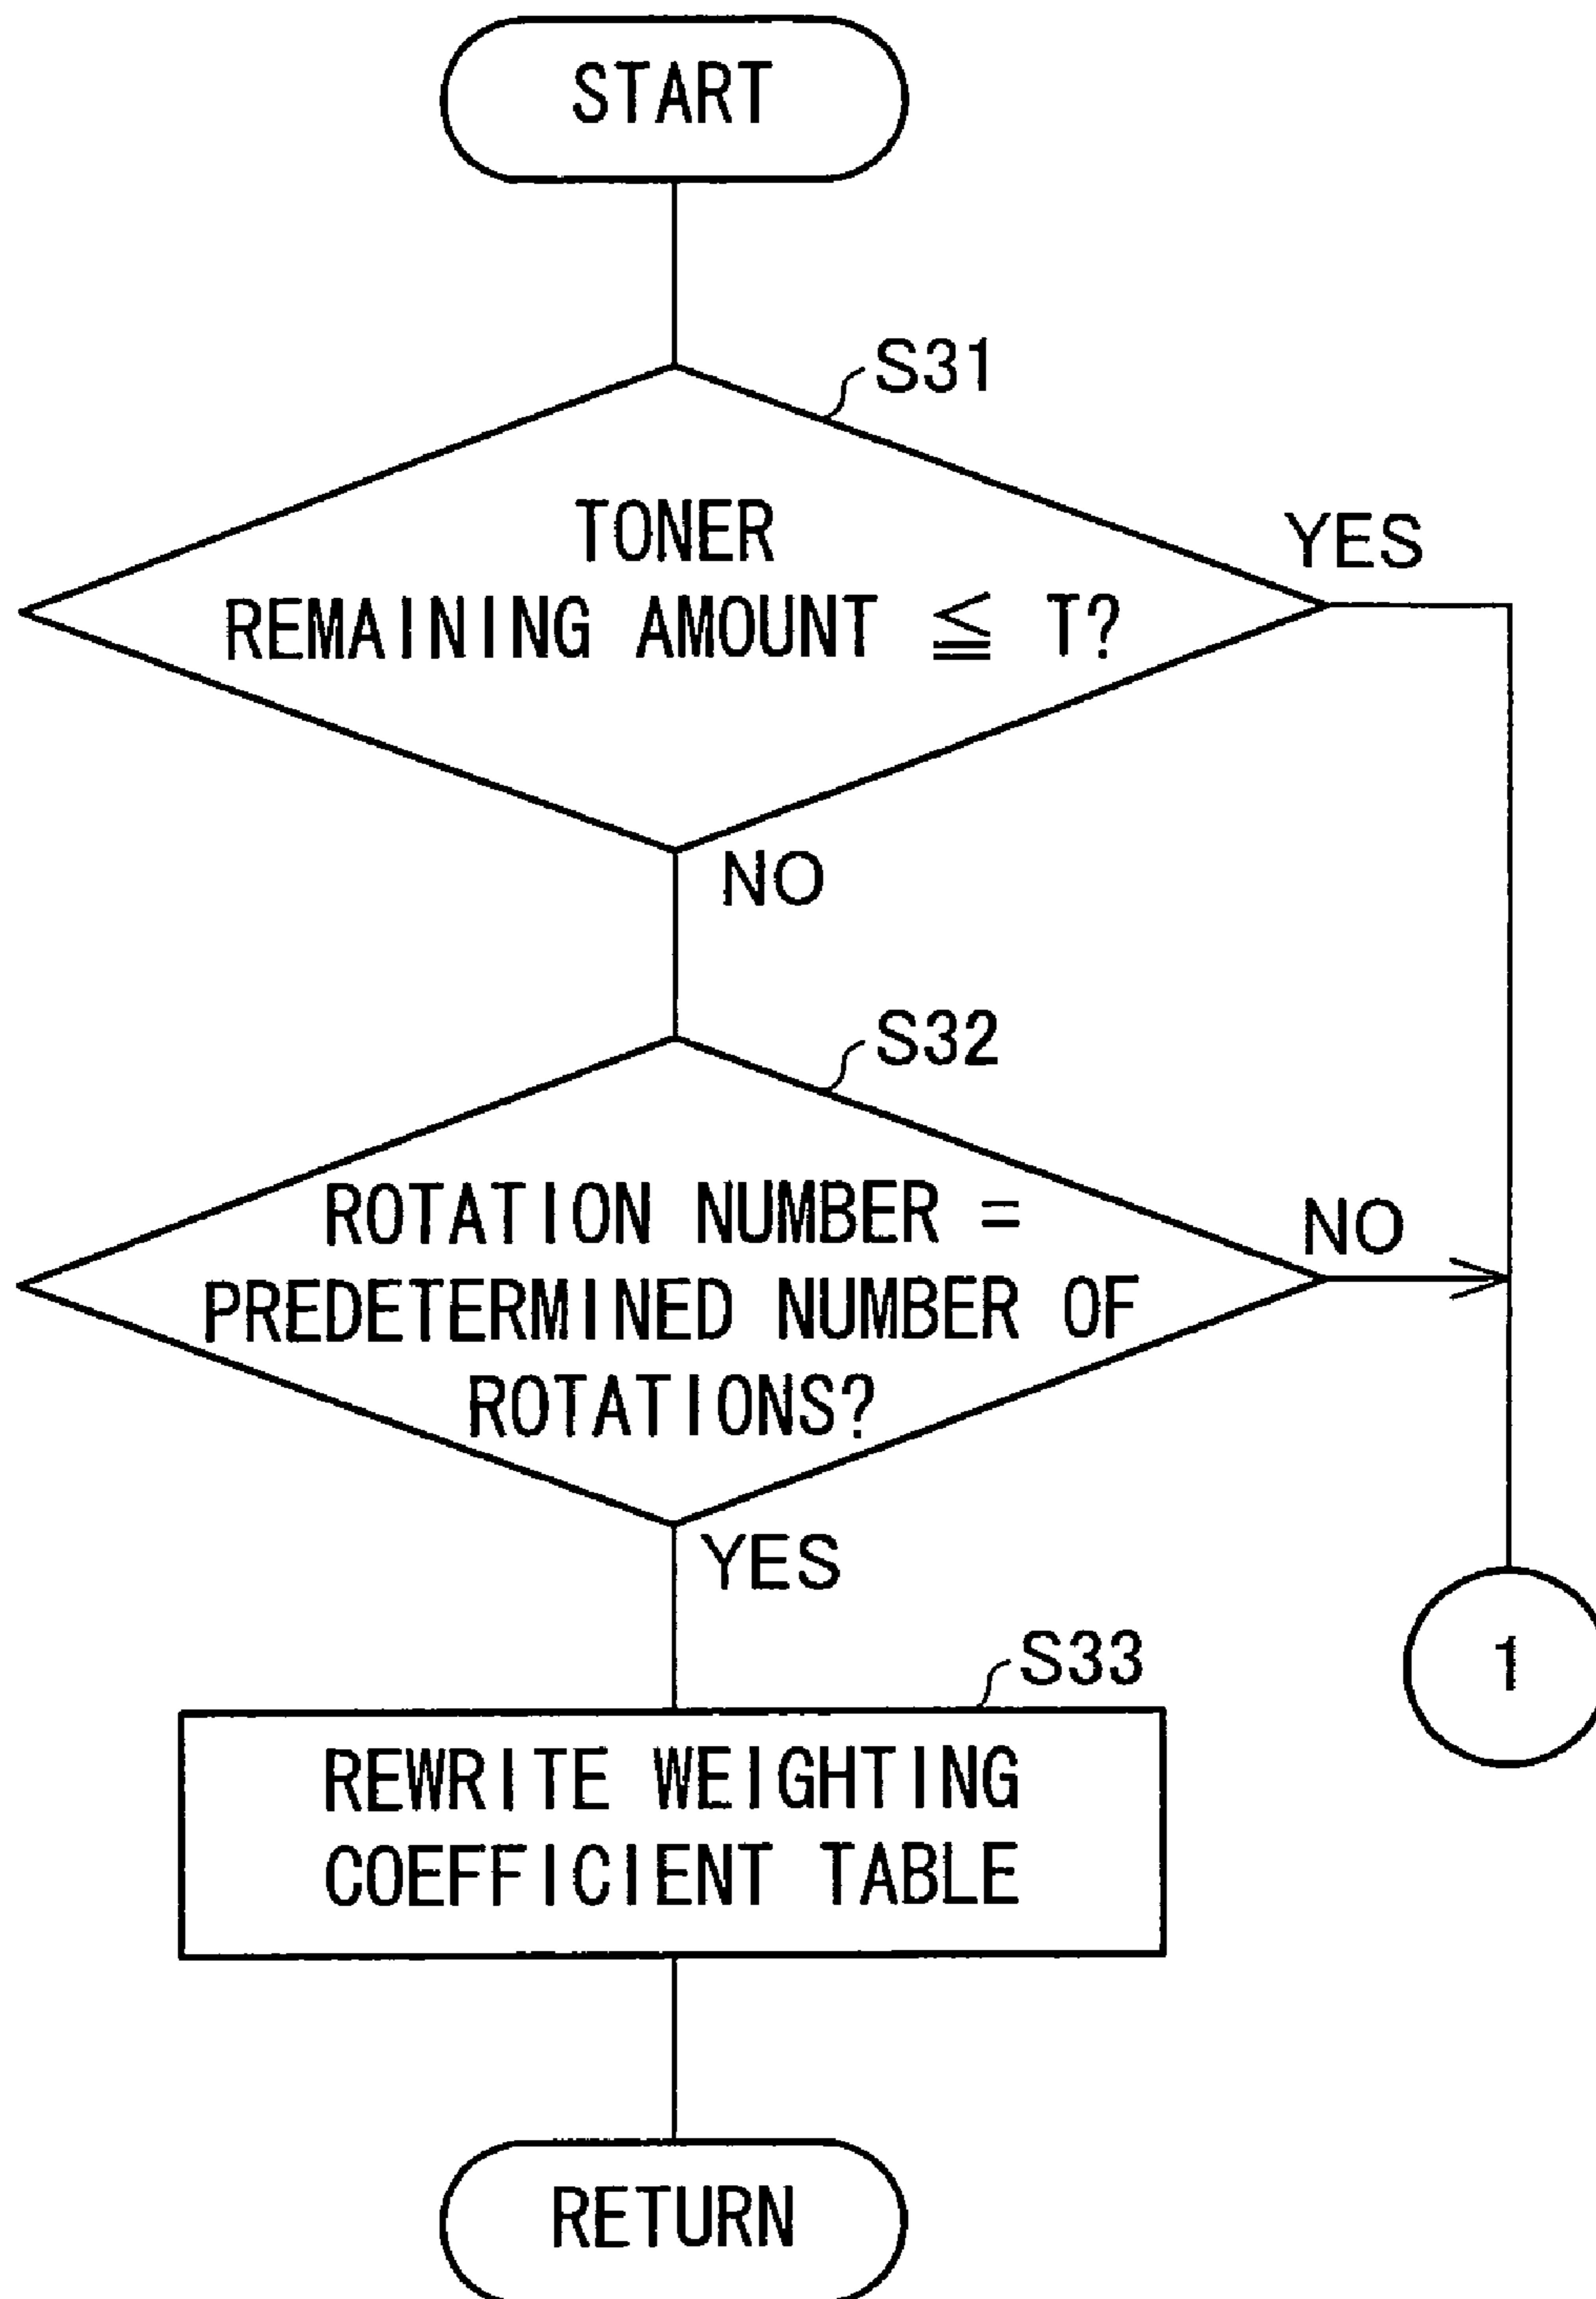 START
S31
TONER
REMAINING AMOUNT ≦ T?
YES
NO
S32
ROTATION NUMBER =
PREDETERMINED NUMBER OF
ROTATIONS?
NO
YES
S33
REWRITE WEIGHTING
COEFFICIENT TABLE
1
RETURN